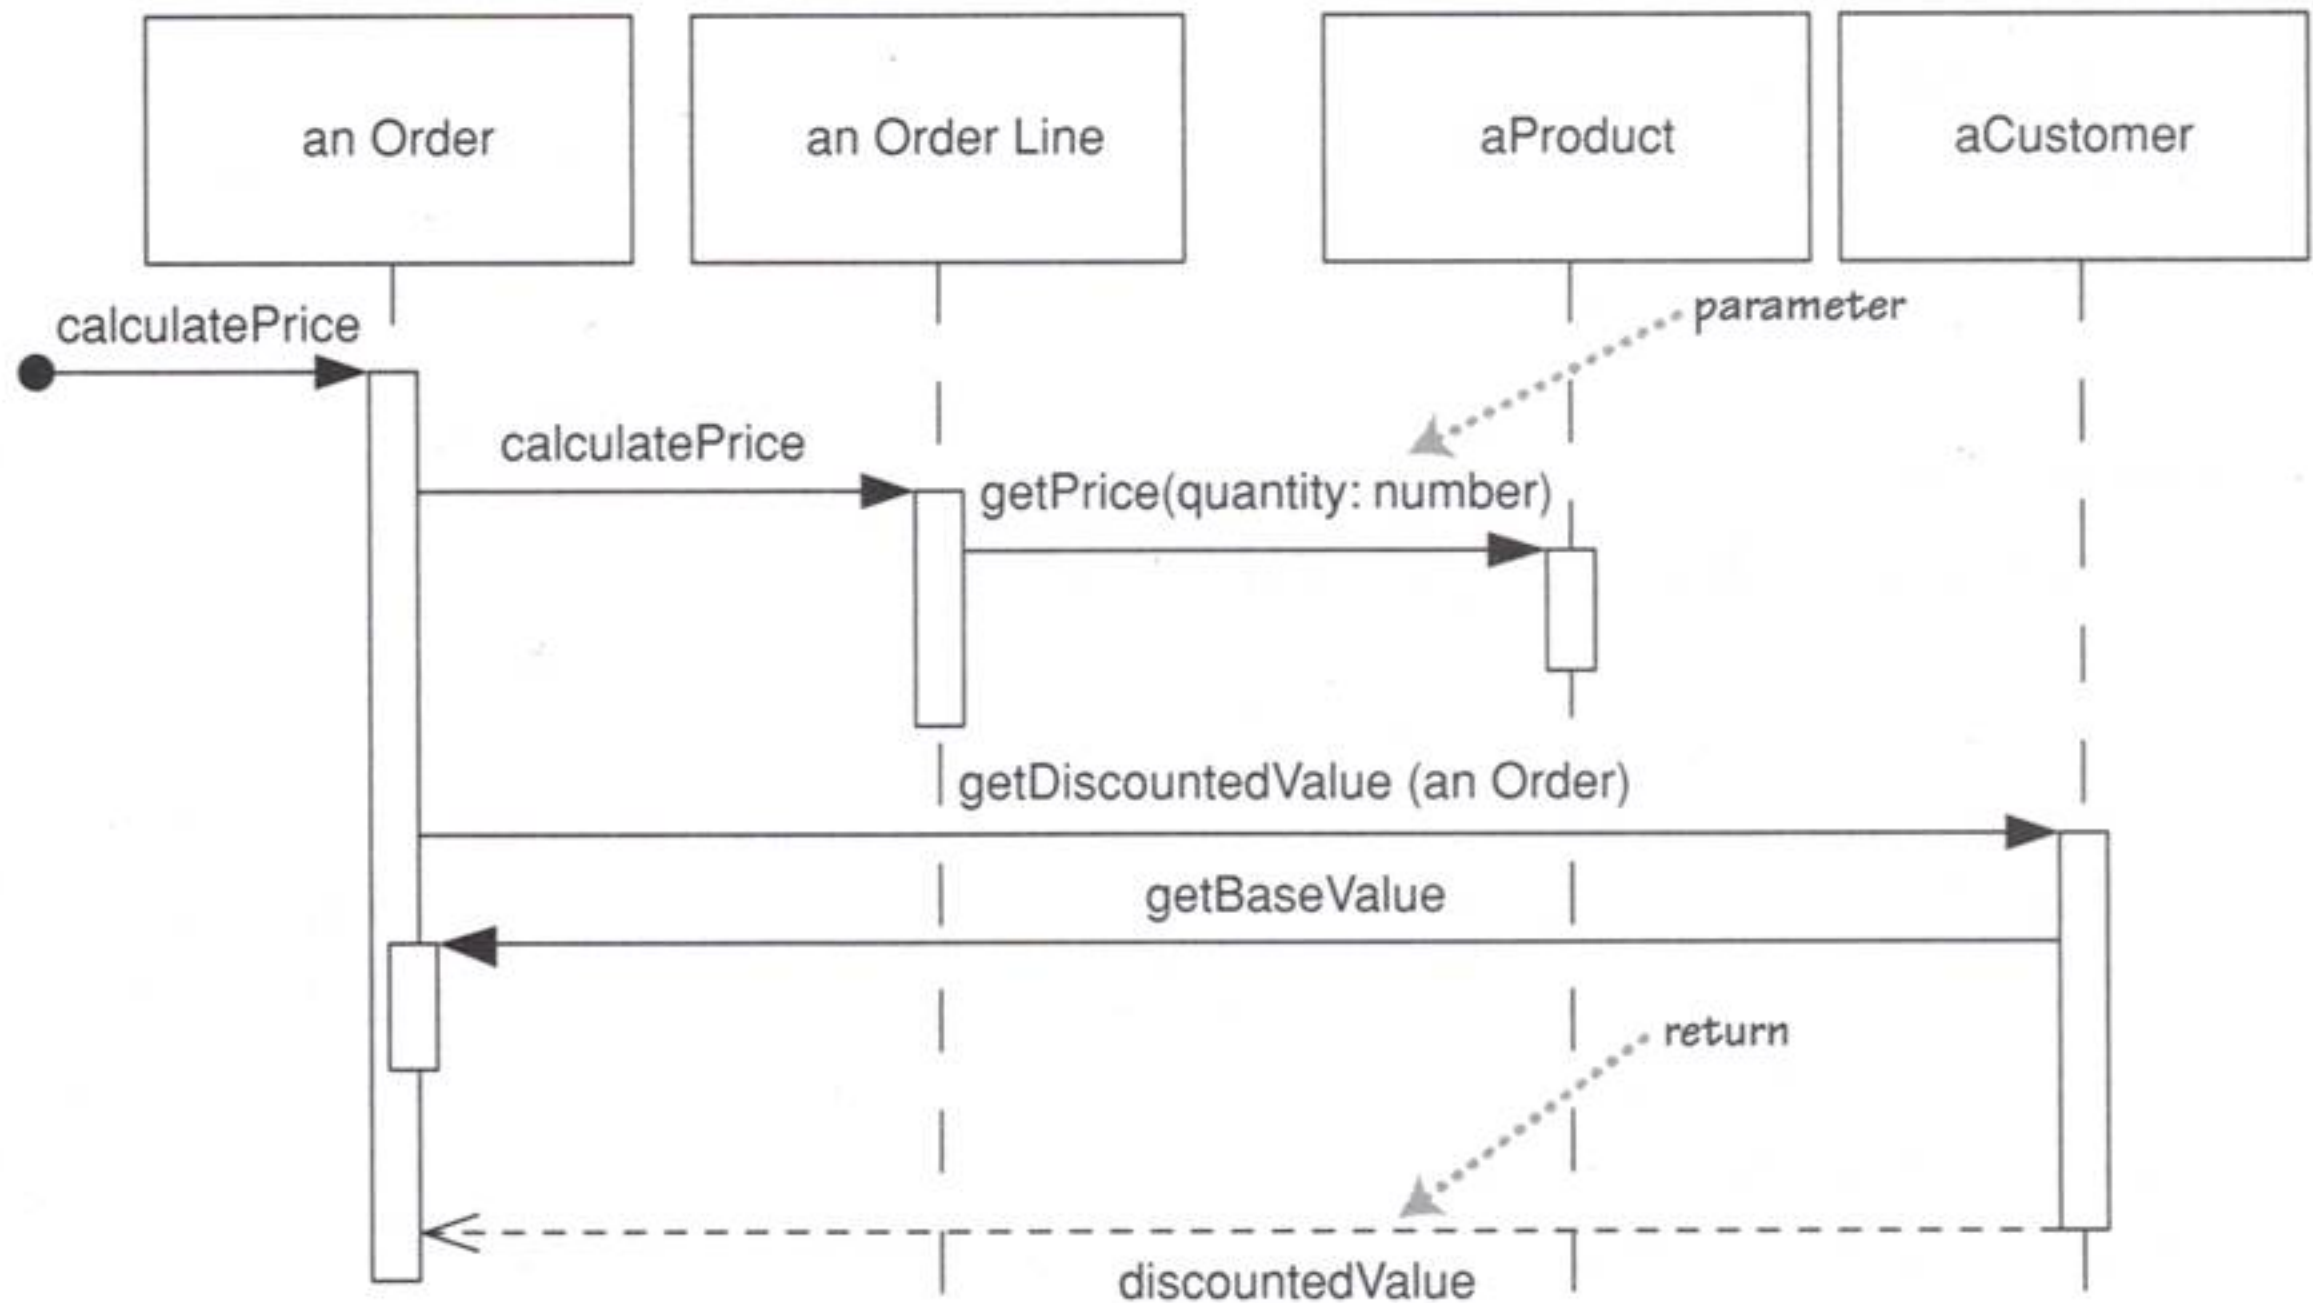 an Order
an Order Line
aProduct
aCustomer
parameter
calculatePrice
calculatePrice
getPrice(quantity: number)
getDiscountedValue (an Order)
getBaseValue
return
discountedValue